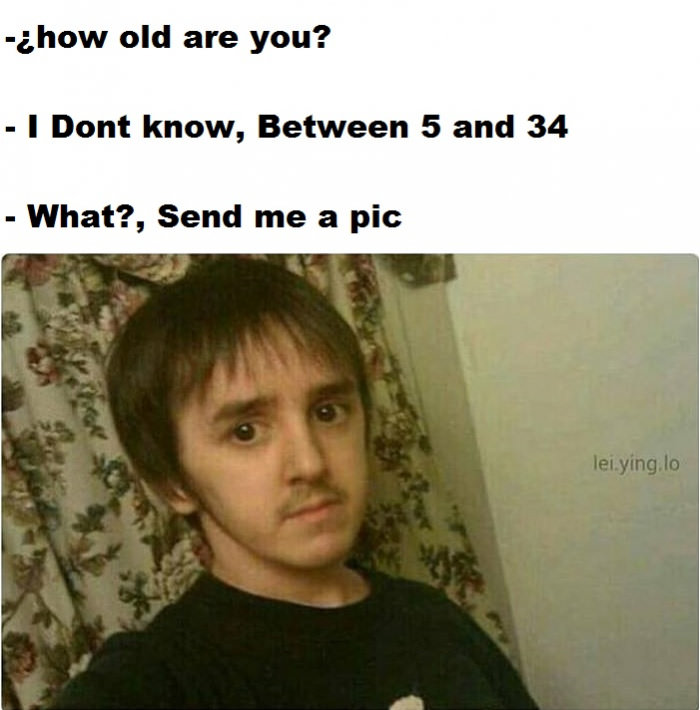 -¿how old are you?
- I Dont know, Between 5 and 34
- What?, Send me a pic
lei.ying.lo